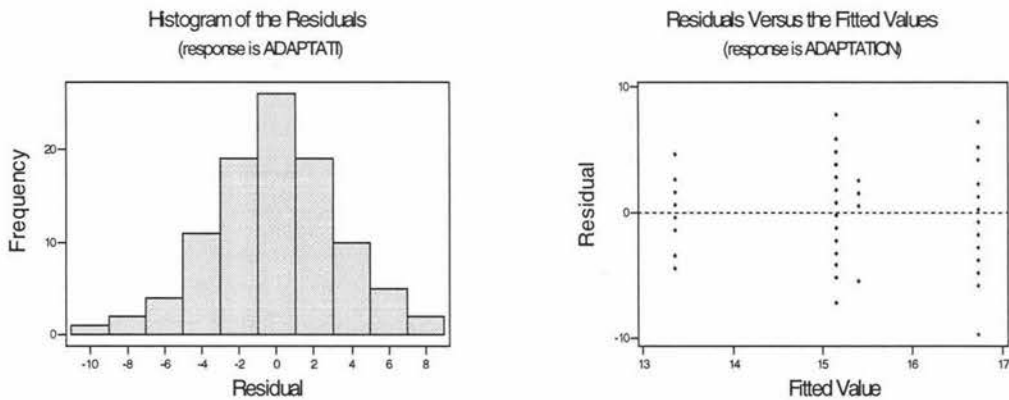 Histogram of the Residuals
(response is ADAPTATI)
Frequency
20
10
0
-10 -8 -6 -4 -2 0 2 4 6 8
Residual
Residuals Versus the Fitted Values
(response is ADAPTATION)
Residual
10
0
-10
13 14 15 16 17
Fitted Value